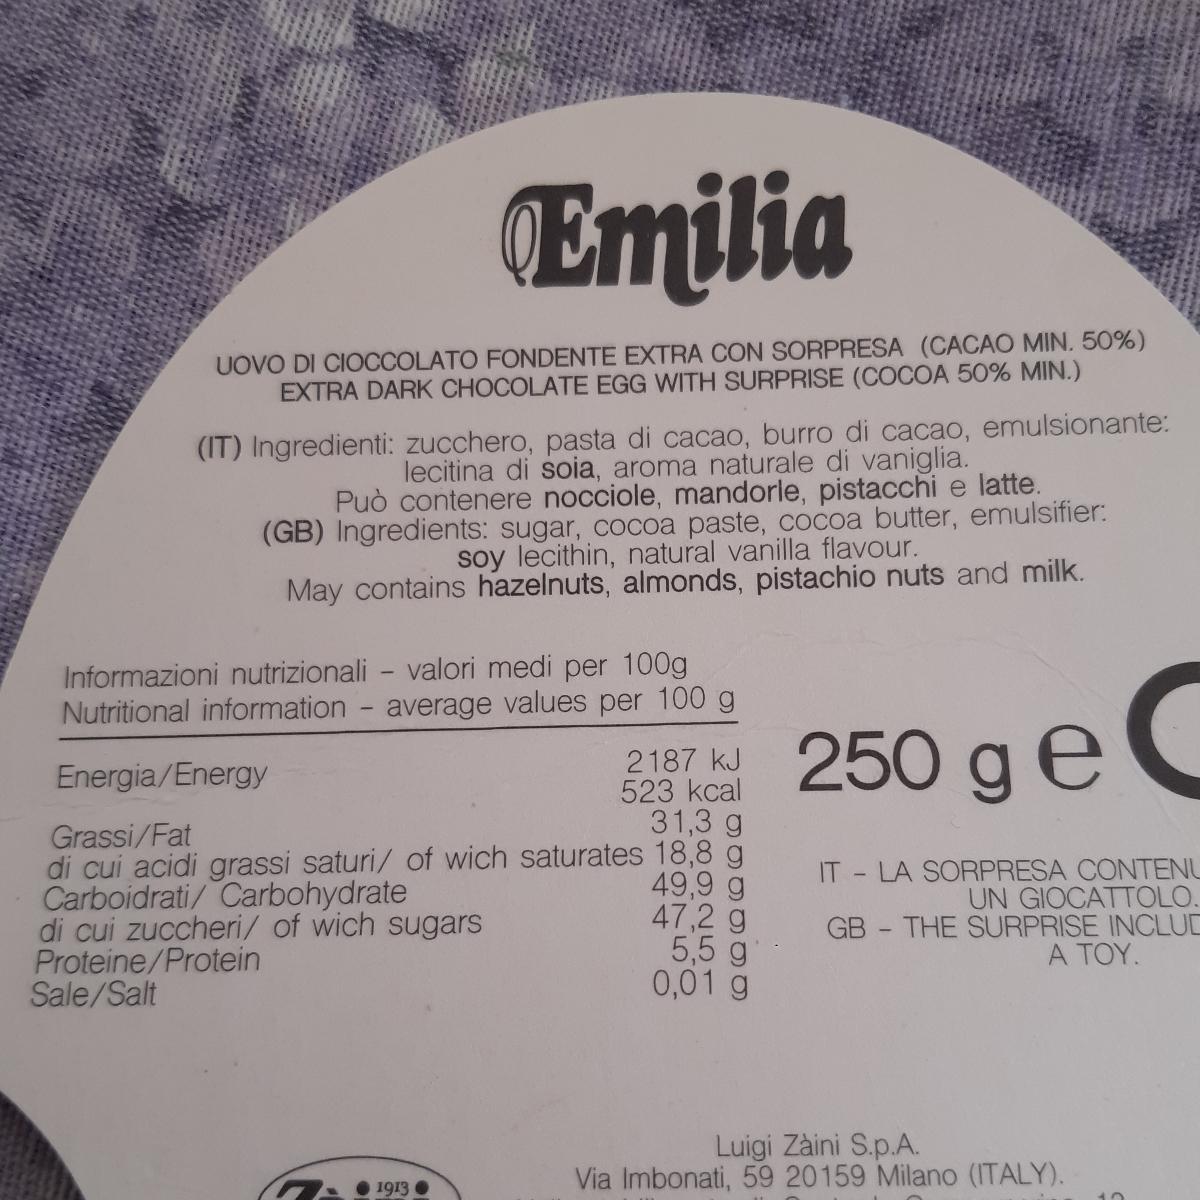 Emilia
UOVO DI CIOCCOLATO FONDENTE EXTRA CON SORPRESA (CACAO MIN. 50%)
EXTRA DARK CHOCOLATE EGG WITH SURPRISE (COCOA 50% MIN.)
(IT) Ingredienti: zucchero, pasta di cacao, burro di cacao, emulsionante:
lecitina di soia, aroma naturale di vaniglia.
Può contenere nocciole, mandorle, pistacchi e latte.
(GB) Ingredients: sugar, cocoa paste, cocoa butter, emulsifier:
soy lecithin, natural vanilla flavour.
May contains hazelnuts, almonds, pistachio nuts and milk.
Informazioni nutrizionali – valori medi per 100g
Nutritional information – average values per 100 g
Energia/Energy 2187 kJ
523 kcal
Grassi/Fat 31,3 g
di cui acidi grassi saturi/ of wich saturates 18,8 g
Carboidrati/ Carbohydrate 49,9 g
di cui zuccheri/ of wich sugars 47,2 g
Proteine/Protein 5,5 g
Sale/Salt 0,01 g
250 g e
IT – LA SORPRESA CONTENU
UN GIOCATTOLO.
GB – THE SURPRISE INCLUD
A TOY.
Luigi Zàini S.p.A.
Via Imbonati, 59 20159 Milano (ITALY).
1913